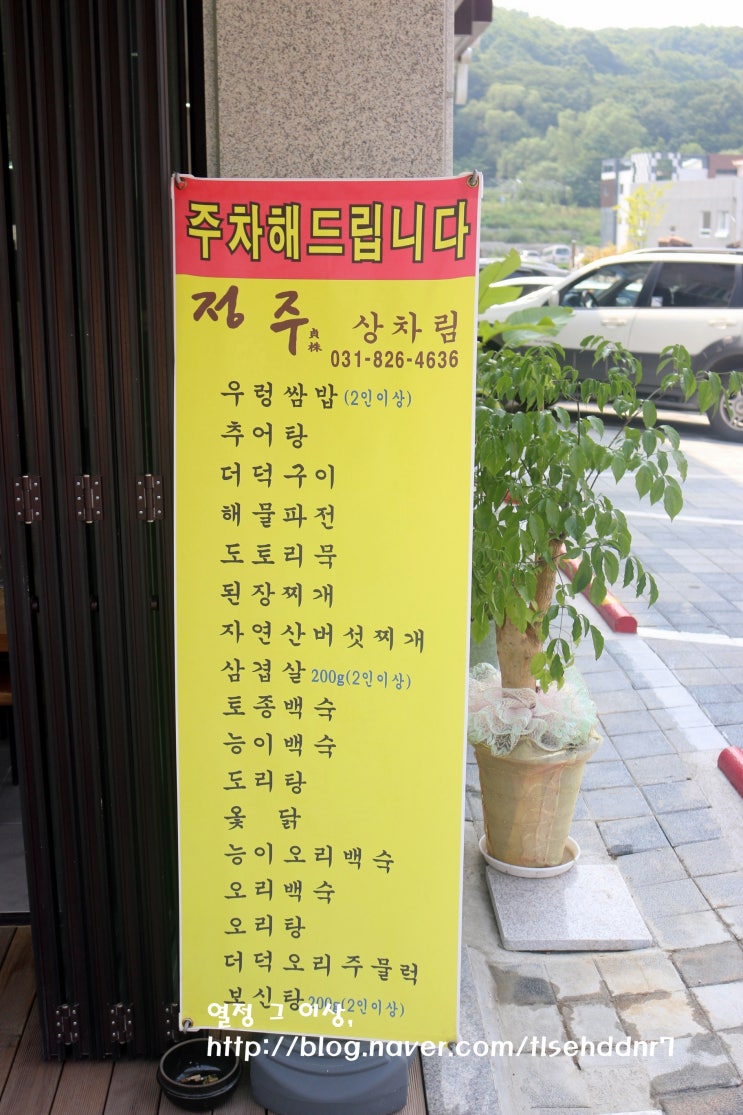 주차해드립니다
정주 貞株 상차림
031-826-4636
우렁쌈밥(2인이상)
추어탕
더덕구이
해물파전
도토리묵
된장찌개
자연산버섯찌개
삼겹살 200g(2인이상)
토종백숙
능이백숙
도리탕
옻 닭
능이오리백숙
오리백숙
오리탕
더덕오리주물럭
보신탕 200g(2인이상)
열정 그 이상,
http://blog.naver.com/tlsehddnr7